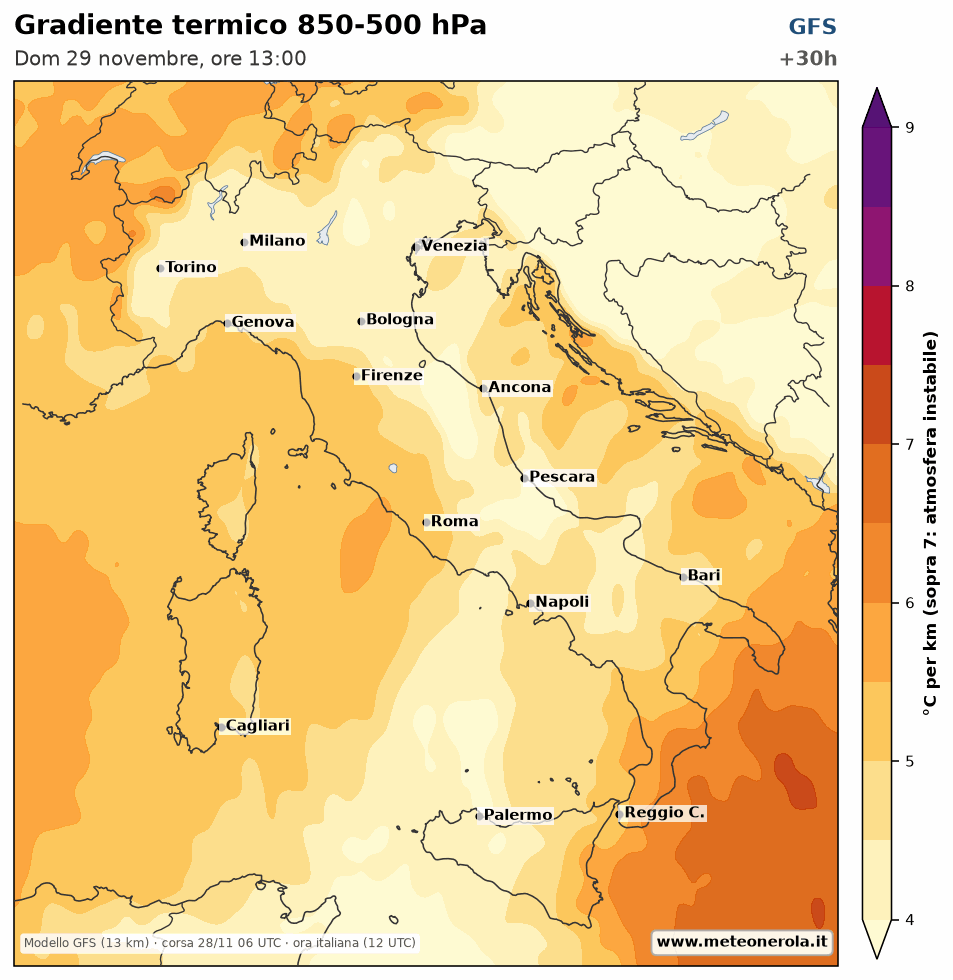 Gradiente termico 850-500 hPa
GFS
Dom 29 novembre, ore 13:00
+30h
9
8
7
6
5
4
°C per km (sopra 7: atmosfera instabile)
Milano
Venezia
Torino
Genova
Bologna
Firenze
Ancona
Pescara
Roma
Bari
Napoli
Cagliari
Palermo
Reggio C.
Modello GFS (13 km) · corsa 28/11 06 UTC · ora italiana (12 UTC)
www.meteonerola.it